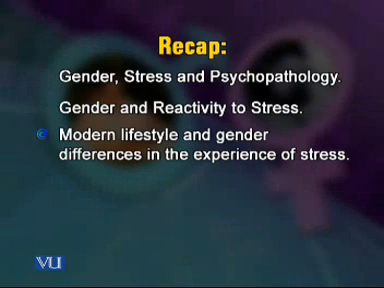 Recap:
Gender, Stress and Psychopathology.
Gender and Reactivity to Stress.
Modern lifestyle and gender
differences in the experience of stress.
VU